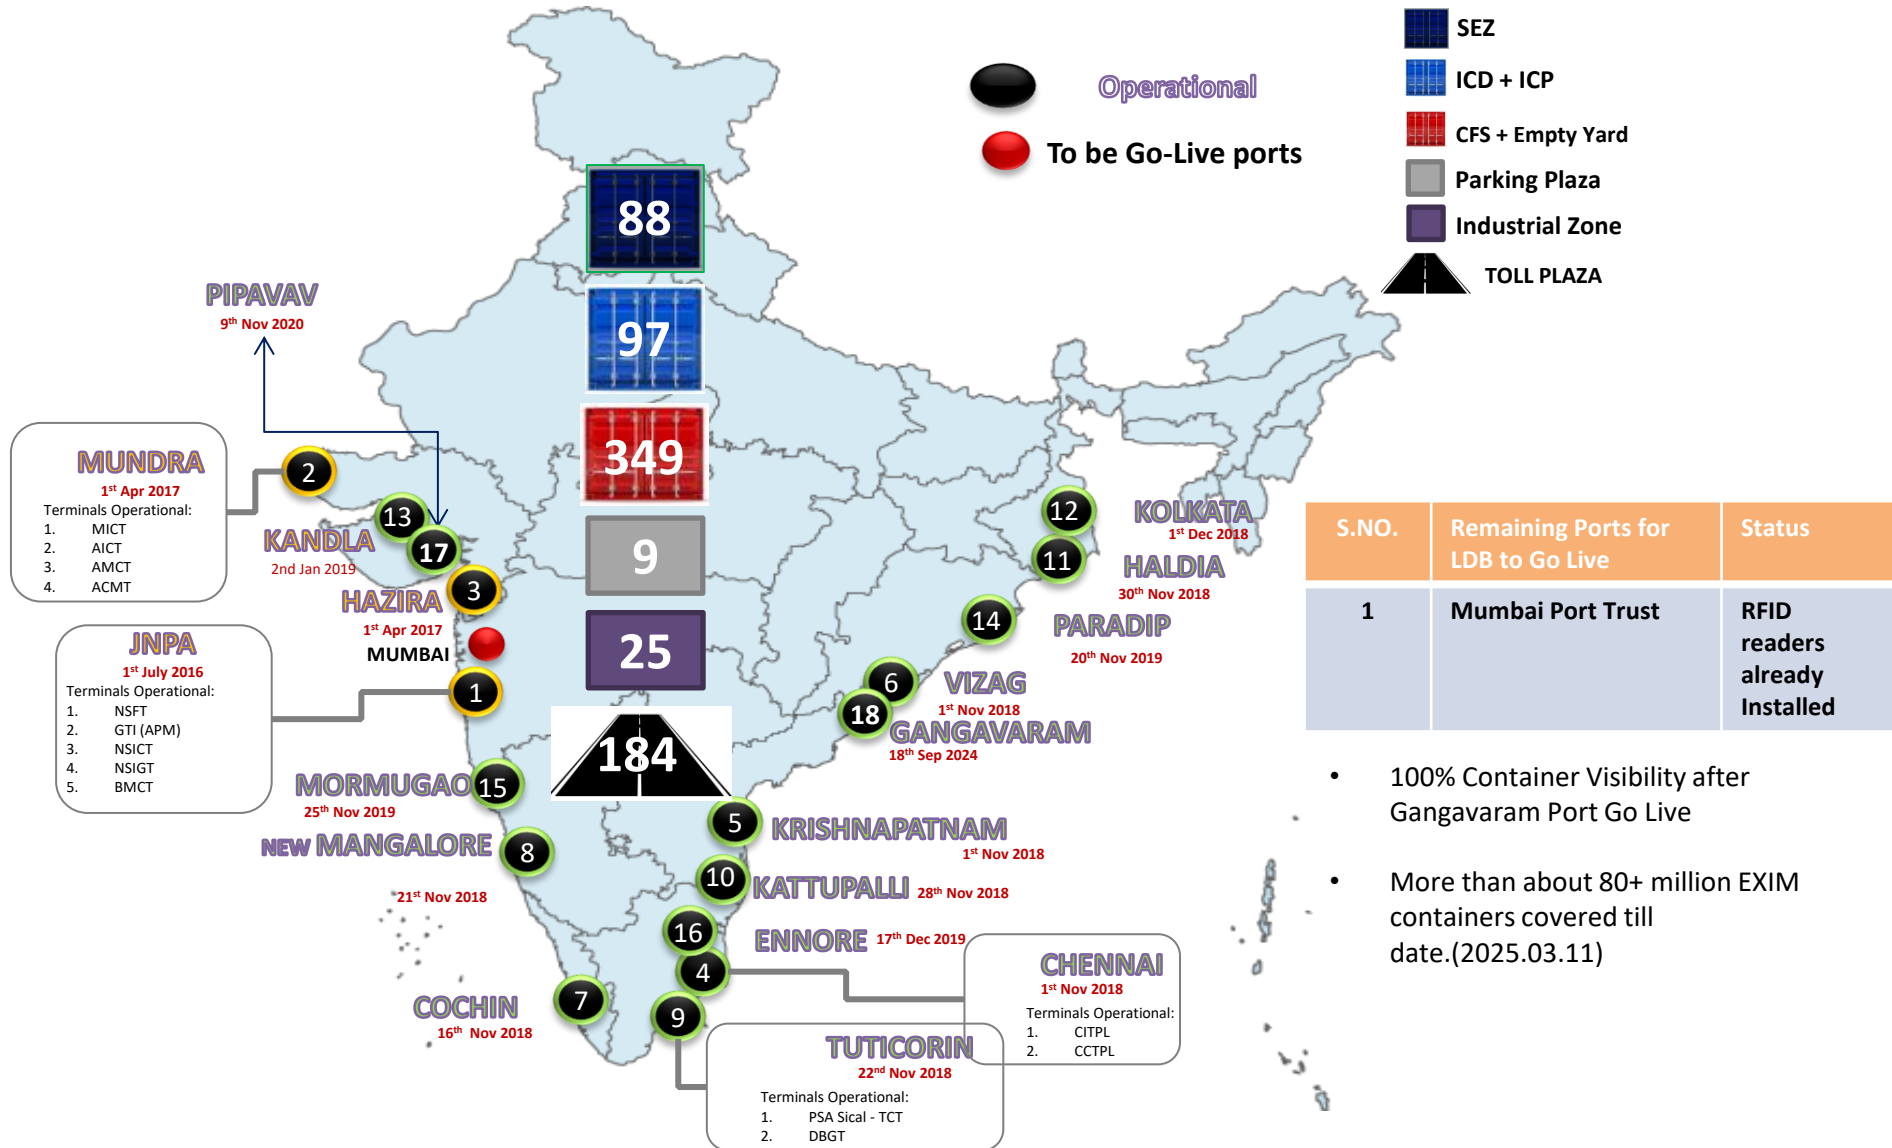 SEZ
ICD + ICP
CFS + Empty Yard
Parking Plaza
Industrial Zone
TOLL PLAZA
Operational
To be Go-Live ports
88
97
349
9
25
184
PIPAVAV
9th Nov 2020
MUNDRA
1st Apr 2017
Terminals Operational:
1. MICT
2. AICT
3. AMCT
4. ACMT
2
13
KANDLA
2nd Jan 2019
17
HAZIRA
1st Apr 2017
3
MUMBAI
JNPA
1st July 2016
Terminals Operational:
1. NSFT
2. GTI (APM)
3. NSICT
4. NSIGT
5. BMCT
1
MORMUGAO
25th Nov 2019
15
NEW MANGALORE
21st Nov 2018
8
COCHIN
16th Nov 2018
7
12
KOLKATA
1st Dec 2018
11
HALDIA
30th Nov 2018
14
PARADIP
20th Nov 2019
6
VIZAG
1st Nov 2018
18
GANGAVARAM
18th Sep 2024
5
KRISHNAPATNAM
1st Nov 2018
10
KATTUPALLI 28th Nov 2018
16
ENNORE 17th Dec 2019
4
CHENNAI
1st Nov 2018
Terminals Operational:
1. CITPL
2. CCTPL
9
TUTICORIN
22nd Nov 2018
Terminals Operational:
1. PSA Sical - TCT
2. DBGT
S.NO. Remaining Ports for Status
LDB to Go Live
1 Mumbai Port Trust RFID
readers
already
Installed
• 100% Container Visibility after
Gangavaram Port Go Live
• More than about 80+ million EXIM
containers covered till
date.(2025.03.11)